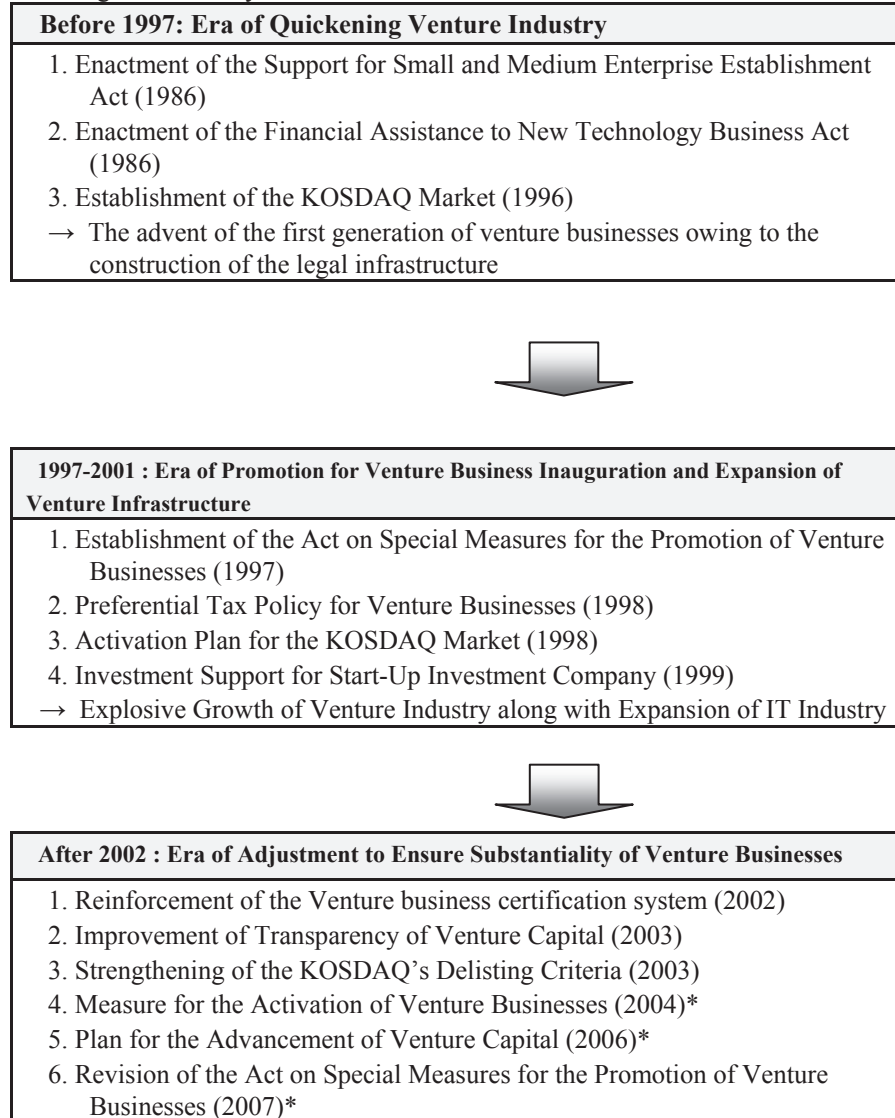 Before 1997: Era of Quickening Venture Industry
1. Enactment of the Support for Small and Medium Enterprise Establishment
Act (1986)
2. Enactment of the Financial Assistance to New Technology Business Act
(1986)
3. Establishment of the KOSDAQ Market (1996)
→ The advent of the first generation of venture businesses owing to the
construction of the legal infrastructure
1997-2001 : Era of Promotion for Venture Business Inauguration and Expansion of
Venture Infrastructure
1. Establishment of the Act on Special Measures for the Promotion of Venture
Businesses (1997)
2. Preferential Tax Policy for Venture Businesses (1998)
3. Activation Plan for the KOSDAQ Market (1998)
4. Investment Support for Start-Up Investment Company (1999)
→ Explosive Growth of Venture Industry along with Expansion of IT Industry
After 2002 : Era of Adjustment to Ensure Substantiality of Venture Businesses
1. Reinforcement of the Venture business certification system (2002)
2. Improvement of Transparency of Venture Capital (2003)
3. Strengthening of the KOSDAQ’s Delisting Criteria (2003)
4. Measure for the Activation of Venture Businesses (2004)*
5. Plan for the Advancement of Venture Capital (2006)*
6. Revision of the Act on Special Measures for the Promotion of Venture
Businesses (2007)*